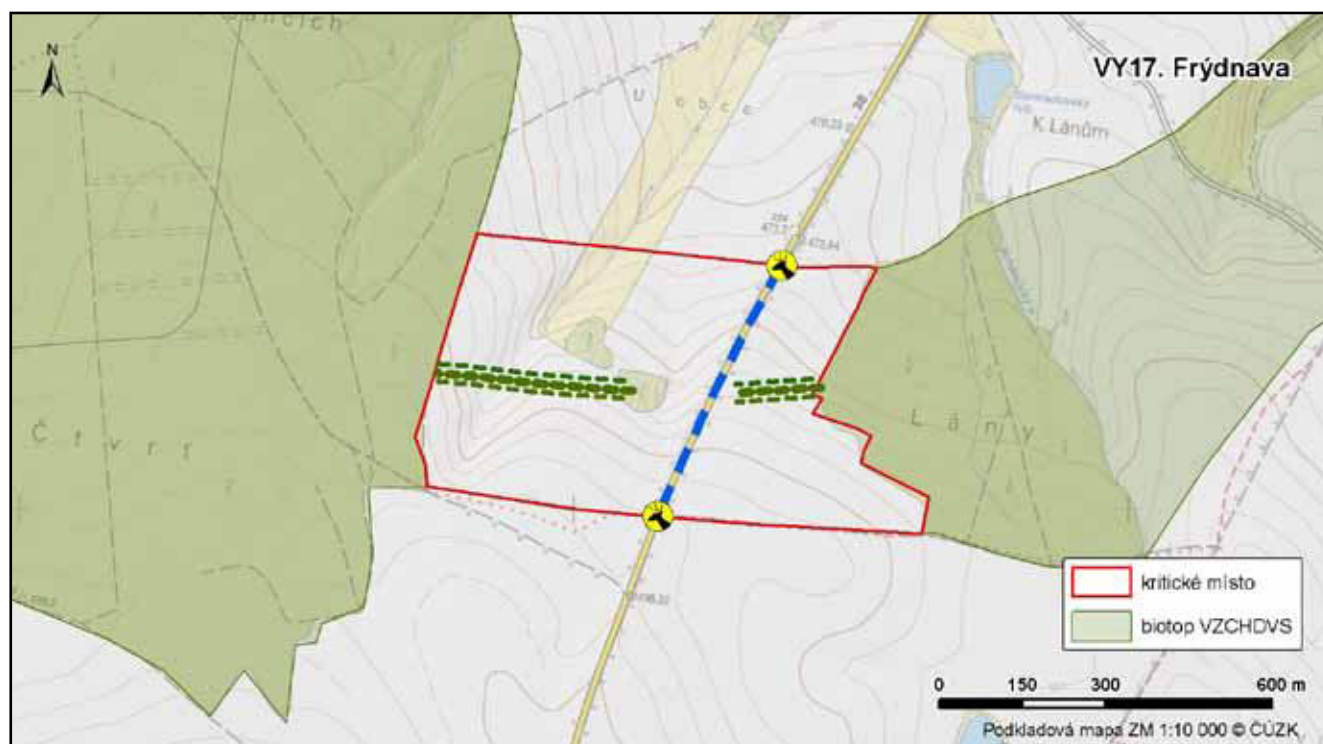 N
VY17. Frýdnava
U obce
38
K Lánům
Čtvrť
Lány
kritické místo
biotop VZCHDVS
0 150 300 600 m
Podkladová mapa ZM 1:10 000 © ČÚZK